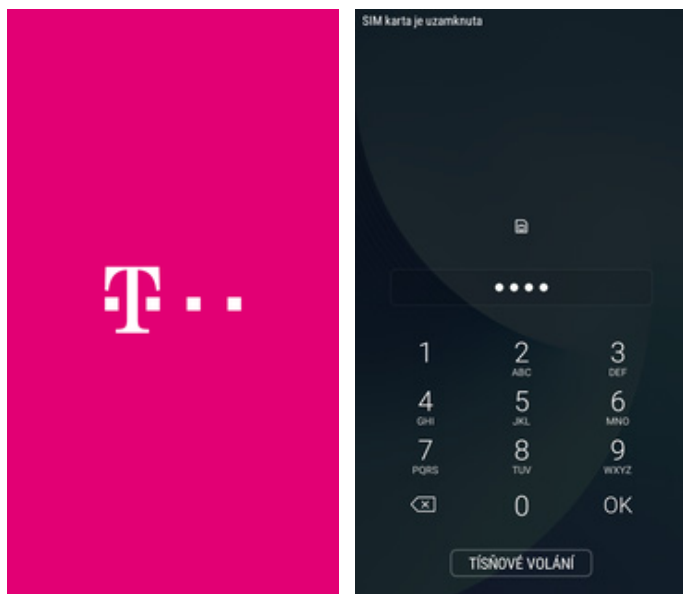 T
SIM karta je uzamknuta
••••
1 2 3
ABC DEF
4 5 6
GHI JKL MNO
7 8 9
PQRS TUV WXYZ
0 OK
TÍSŇOVÉ VOLÁNÍ